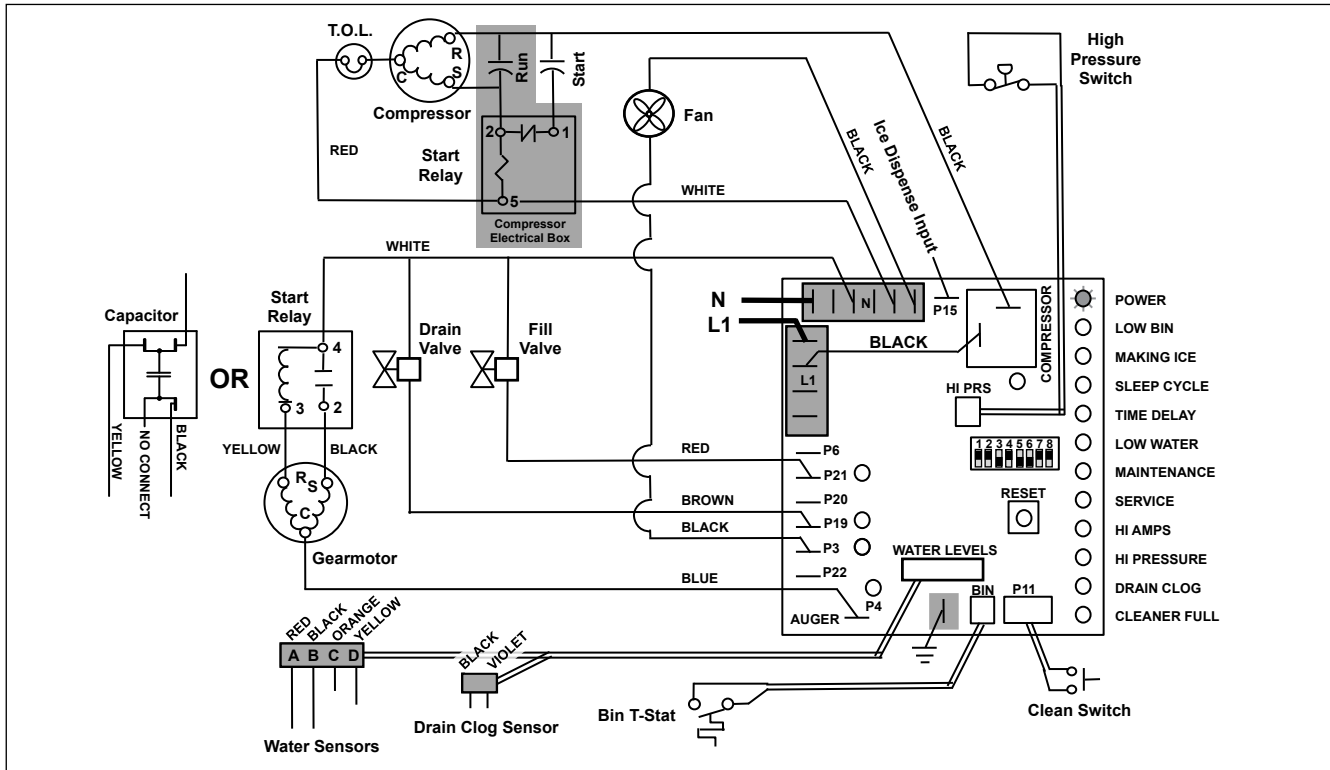 T.O.L.
R
S
C
Compressor
RED
Run
Start
2
1
Start
Relay
5
Compressor
Electrical Box
WHITE
Fan
BLACK
Ice Dispense Input
BLACK
High
Pressure
Switch
WHITE
Capacitor
YELLOW
NO CONNECT
BLACK
OR
Start
Relay
4
3
2
YELLOW
BLACK
R
S
C
Gearmotor
Drain
Valve
Fill
Valve
RED
BROWN
BLACK
BLUE
N
L1
N
P15
BLACK
L1
COMPRESSOR
HI PRS
1 2 3 4 5 6 7 8
RESET
P6
P21
P20
P19
P3
P22
P4
AUGER
WATER LEVELS
BIN
P11
POWER
LOW BIN
MAKING ICE
SLEEP CYCLE
TIME DELAY
LOW WATER
MAINTENANCE
SERVICE
HI AMPS
HI PRESSURE
DRAIN CLOG
CLEANER FULL
RED
BLACK
ORANGE
YELLOW
A B C D
Water Sensors
BLACK
VIOLET
Drain Clog Sensor
Bin T-Stat
Clean Switch